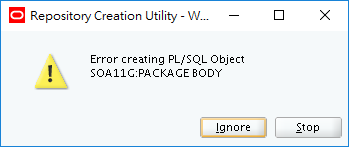 Repository Creation Utility - W...
Error creating PL/SQL Object
SOA11G:PACKAGE BODY
Ignore
Stop